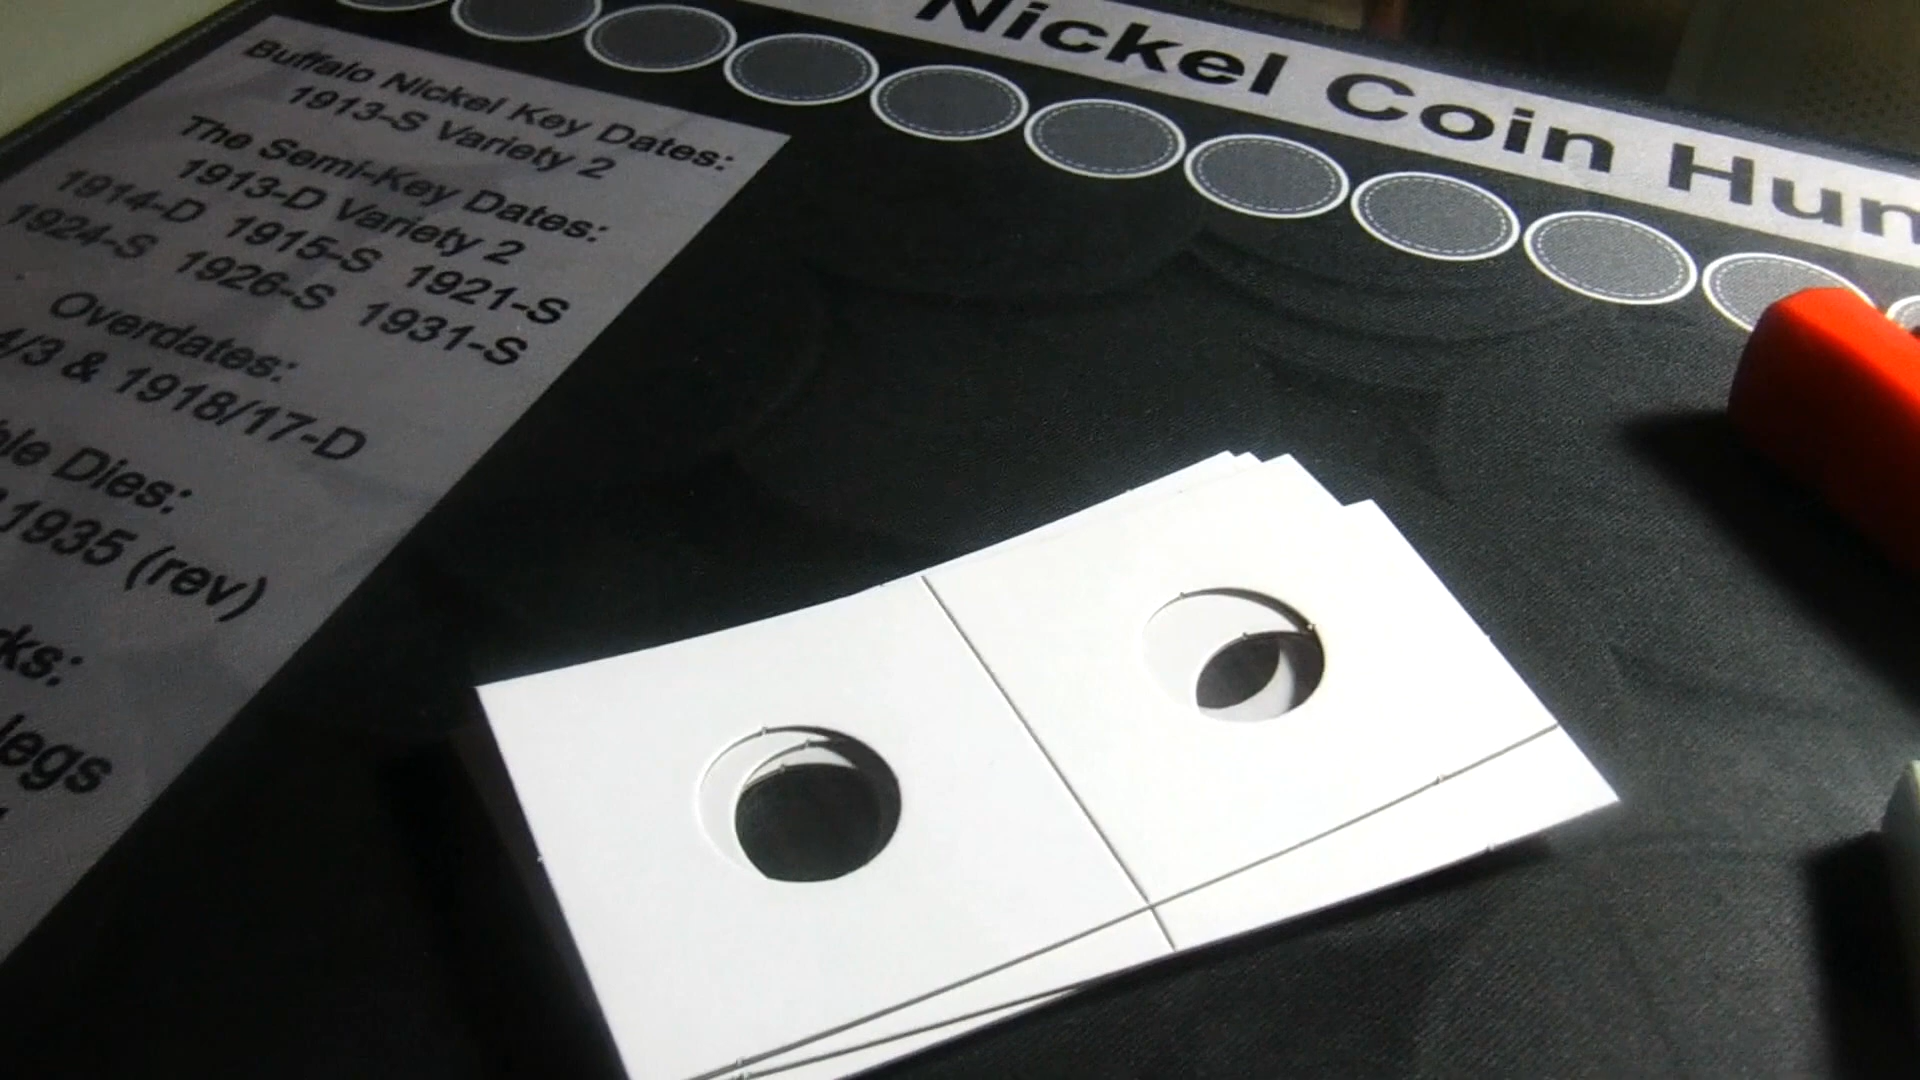 Nickel Coin Hun
Buffalo Nickel Key Dates:
1913-S Variety 2
The Semi-Key Dates:
1913-D Variety 2
1914-D 1915-S 1921-S
1924-S 1926-S 1931-S
Overdates:
4/3 & 1918/17-D
ble Dies:
1935 (rev)
ks:
legs